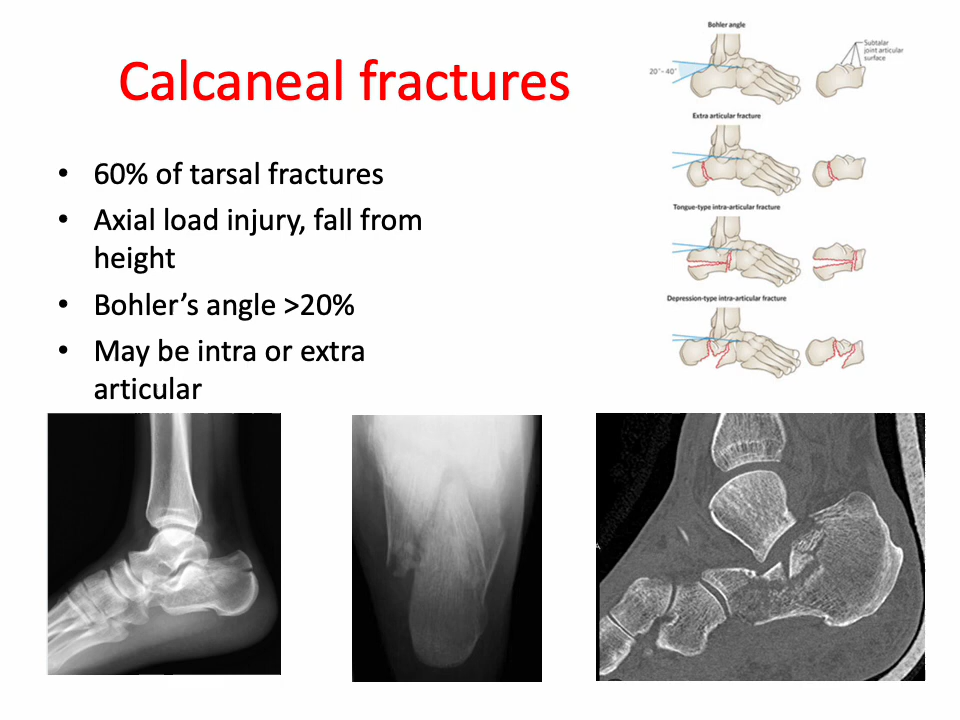 Calcaneal fractures
• 60% of tarsal fractures
• Axial load injury, fall from
height
• Bohler’s angle >20%
• May be intra or extra
articular
Bohler angle
20°– 40°
Subtalar
joint articular
surface
Extra articular fracture
Tongue-type intra-articular fracture
Depression-type intra-articular fracture
A